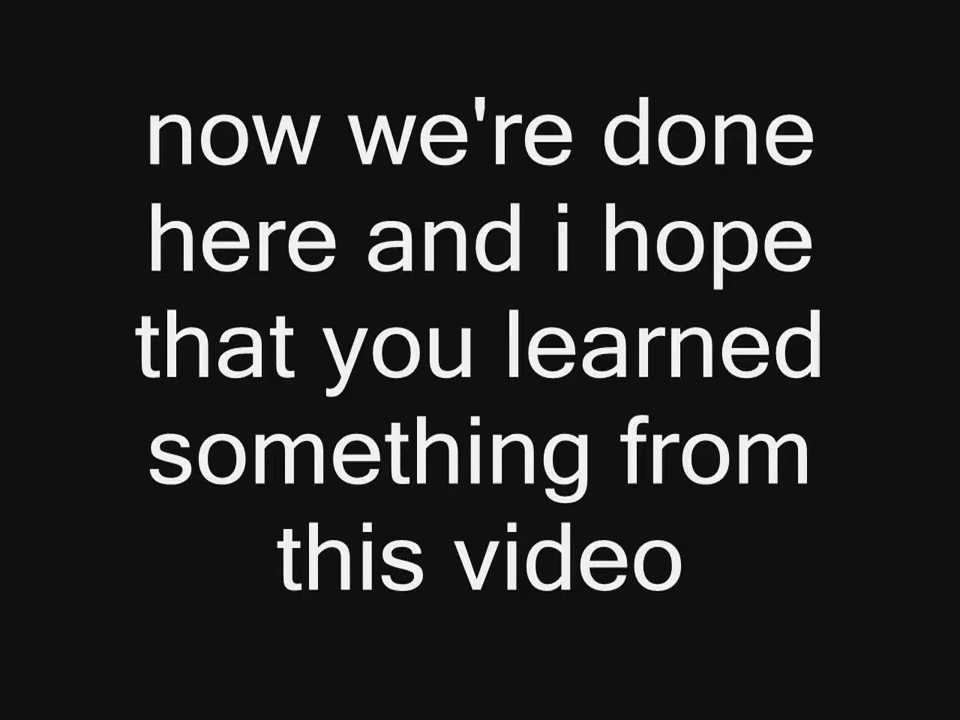 now we're done
here and i hope
that you learned
something from
this video